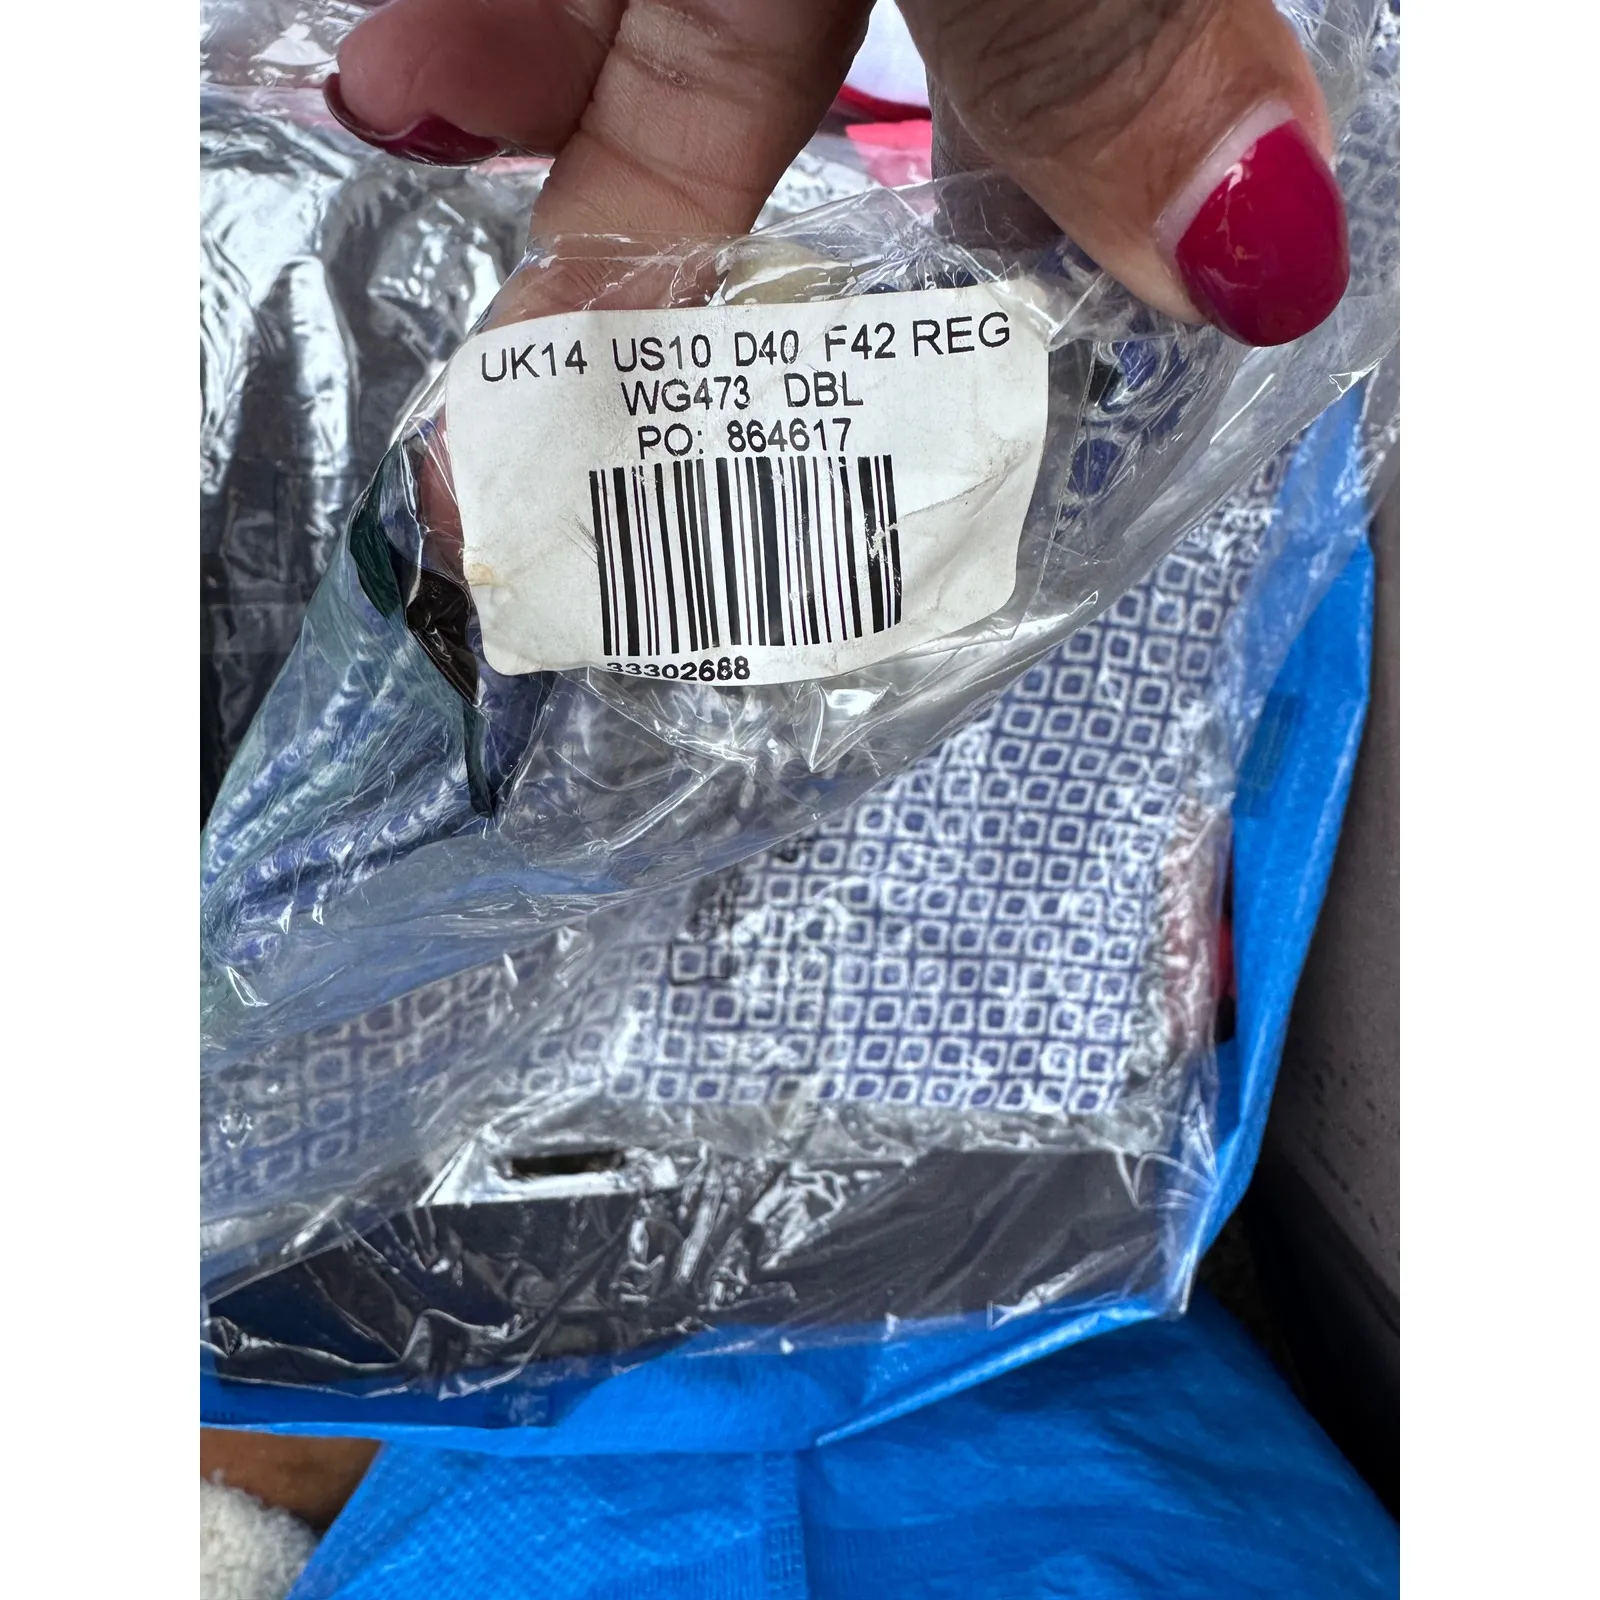 UK14 US10 D40 F42 REG
WG473 DBL
PO: 864617
33302688